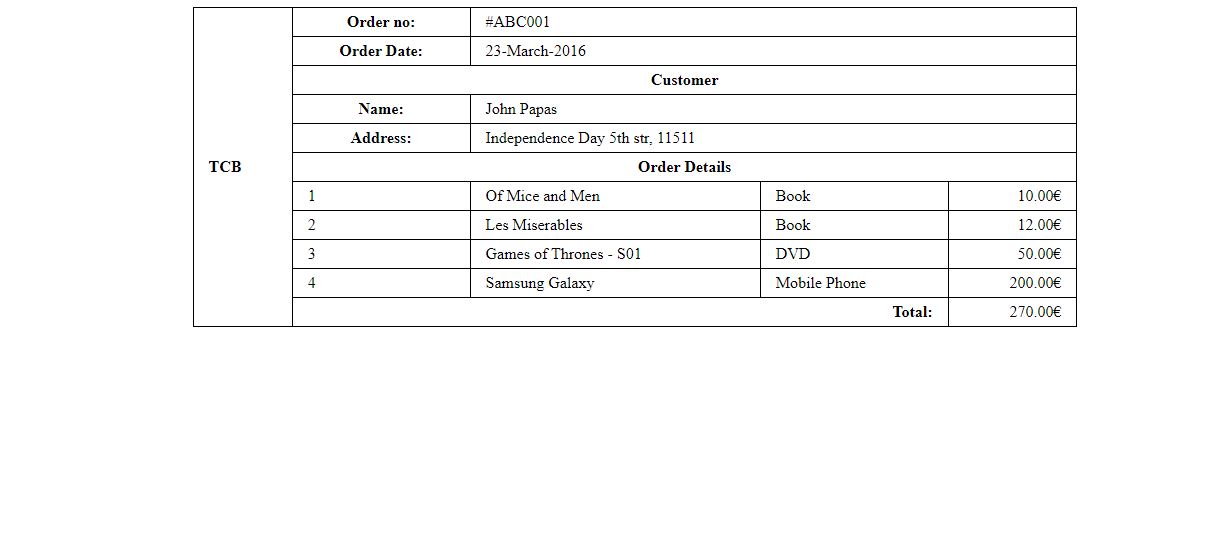 Order no: #ABC001
Order Date: 23-March-2016
Customer
Name: John Papas
Address: Independence Day 5th str, 11511
TCB
Order Details
1 Of Mice and Men Book 10.00€
2 Les Miserables Book 12.00€
3 Games of Thrones - S01 DVD 50.00€
4 Samsung Galaxy Mobile Phone 200.00€
Total: 270.00€